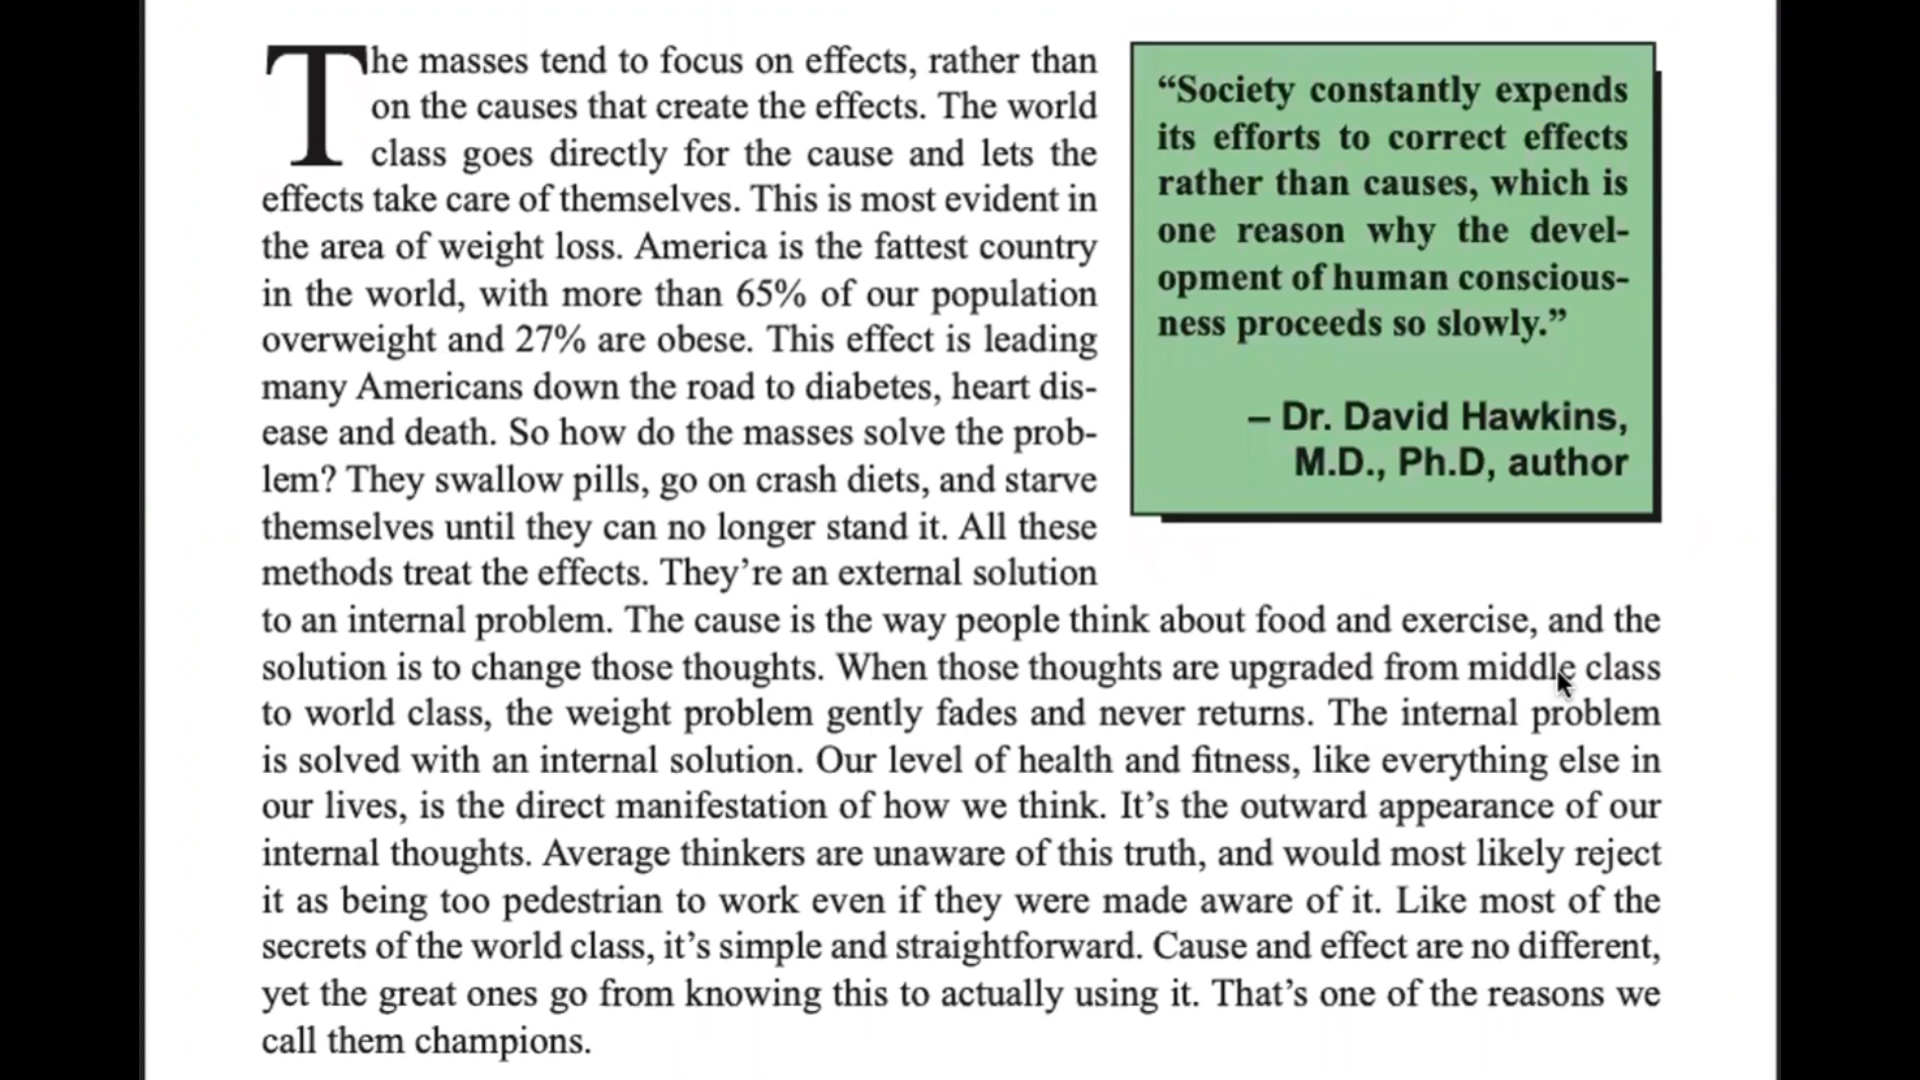 The masses tend to focus on effects, rather than
on the causes that create the effects. The world
class goes directly for the cause and lets the
effects take care of themselves. This is most evident in
the area of weight loss. America is the fattest country
in the world, with more than 65% of our population
overweight and 27% are obese. This effect is leading
many Americans down the road to diabetes, heart dis-
ease and death. So how do the masses solve the prob-
lem? They swallow pills, go on crash diets, and starve
themselves until they can no longer stand it. All these
methods treat the effects. They’re an external solution
to an internal problem. The cause is the way people think about food and exercise, and the
solution is to change those thoughts. When those thoughts are upgraded from middle class
to world class, the weight problem gently fades and never returns. The internal problem
is solved with an internal solution. Our level of health and fitness, like everything else in
our lives, is the direct manifestation of how we think. It’s the outward appearance of our
internal thoughts. Average thinkers are unaware of this truth, and would most likely reject
it as being too pedestrian to work even if they were made aware of it. Like most of the
secrets of the world class, it’s simple and straightforward. Cause and effect are no different,
yet the great ones go from knowing this to actually using it. That’s one of the reasons we
call them champions.
“Society constantly expends
its efforts to correct effects
rather than causes, which is
one reason why the devel-
opment of human conscious-
ness proceeds so slowly.”
– Dr. David Hawkins,
M.D., Ph.D, author